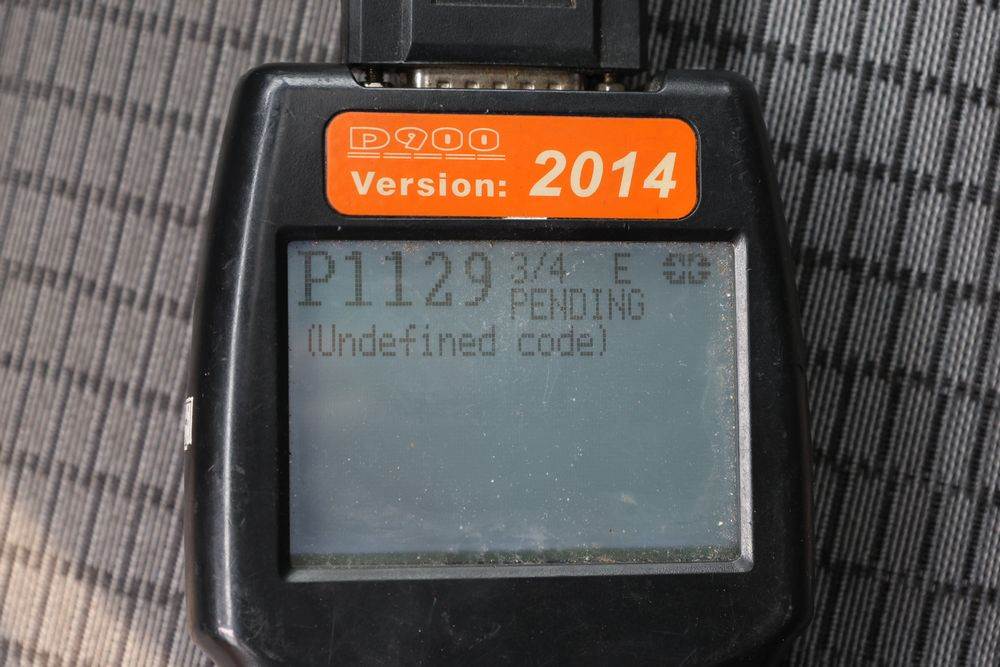 D900
Version: 2014
P1129 3/4 E
PENDING
(Undefined code)